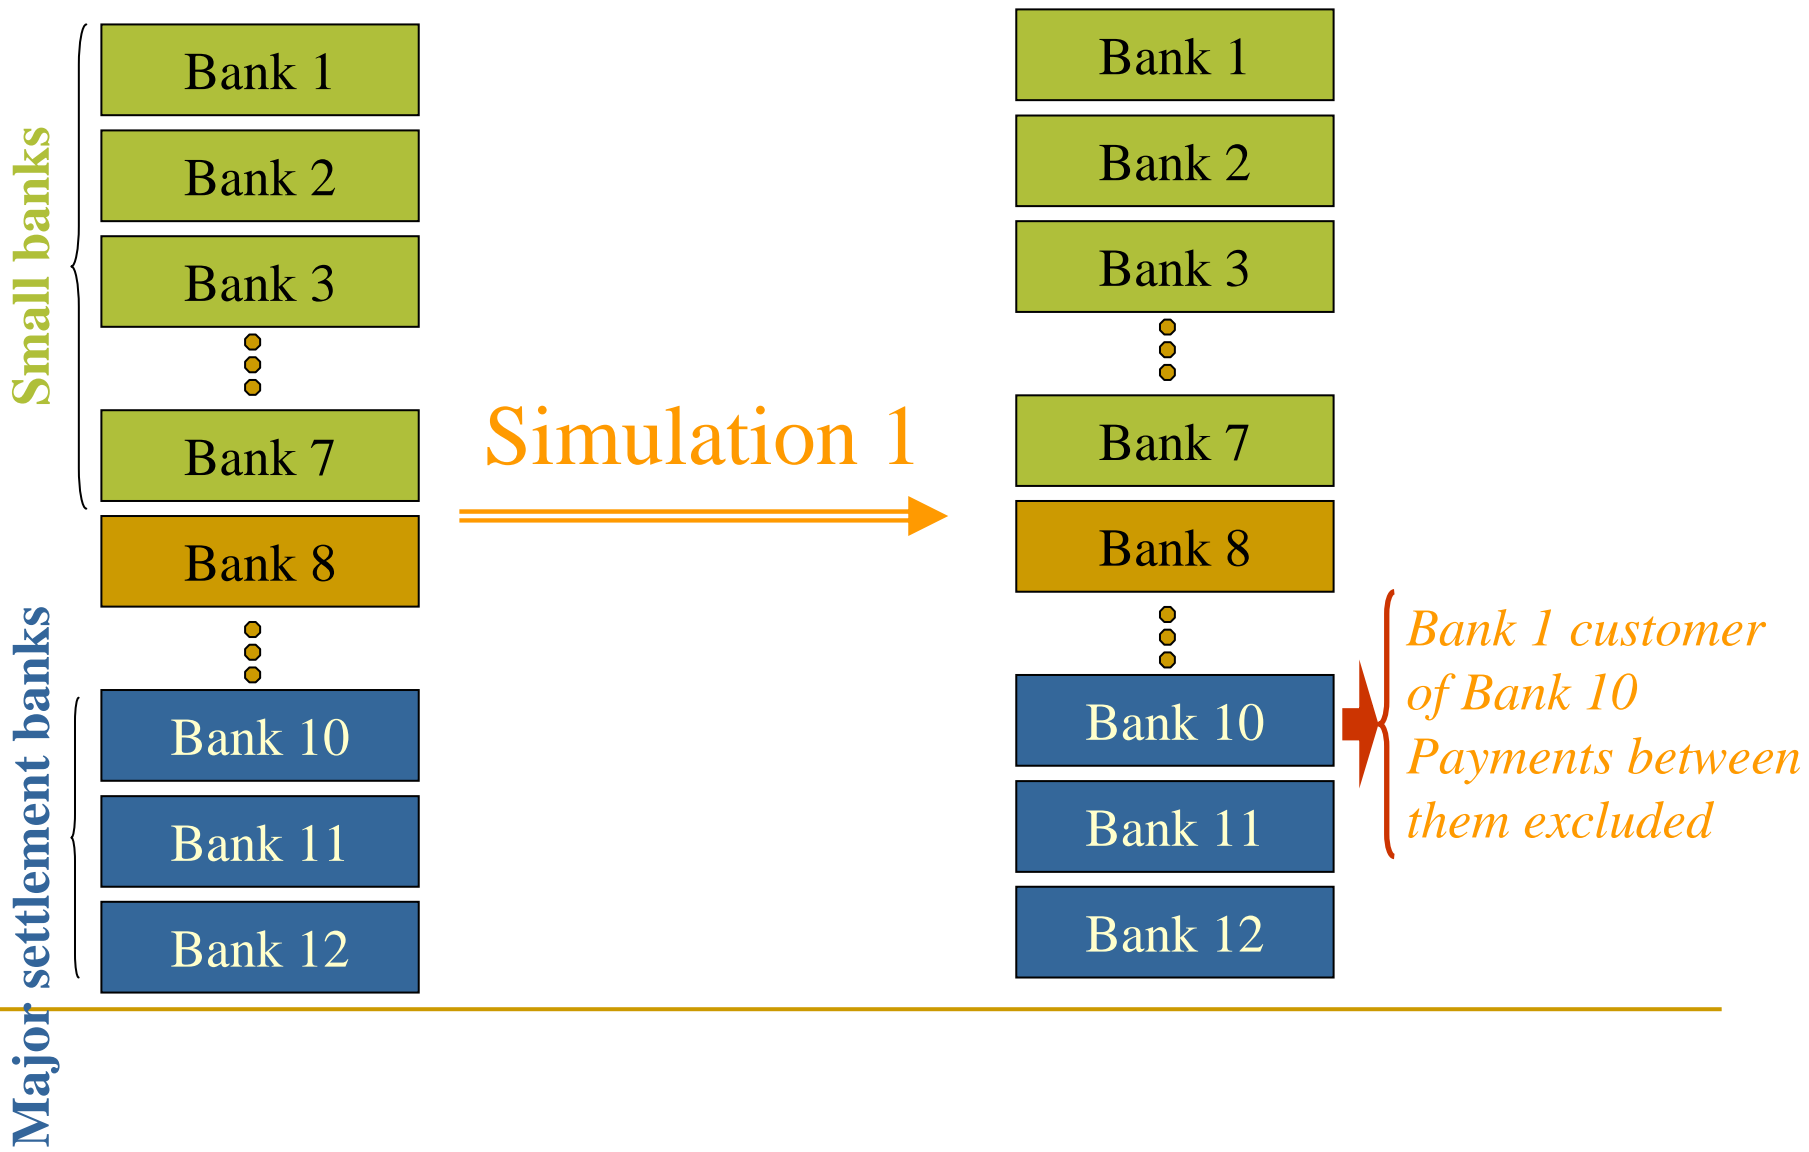 Small banks
Bank 1
Bank 2
Bank 3
Bank 7
Bank 8
Major settlement banks
Bank 10
Bank 11
Bank 12
Simulation 1
Bank 1
Bank 2
Bank 3
Bank 7
Bank 8
Bank 10
Bank 11
Bank 12
Bank 1 customer
of Bank 10
Payments between
them excluded